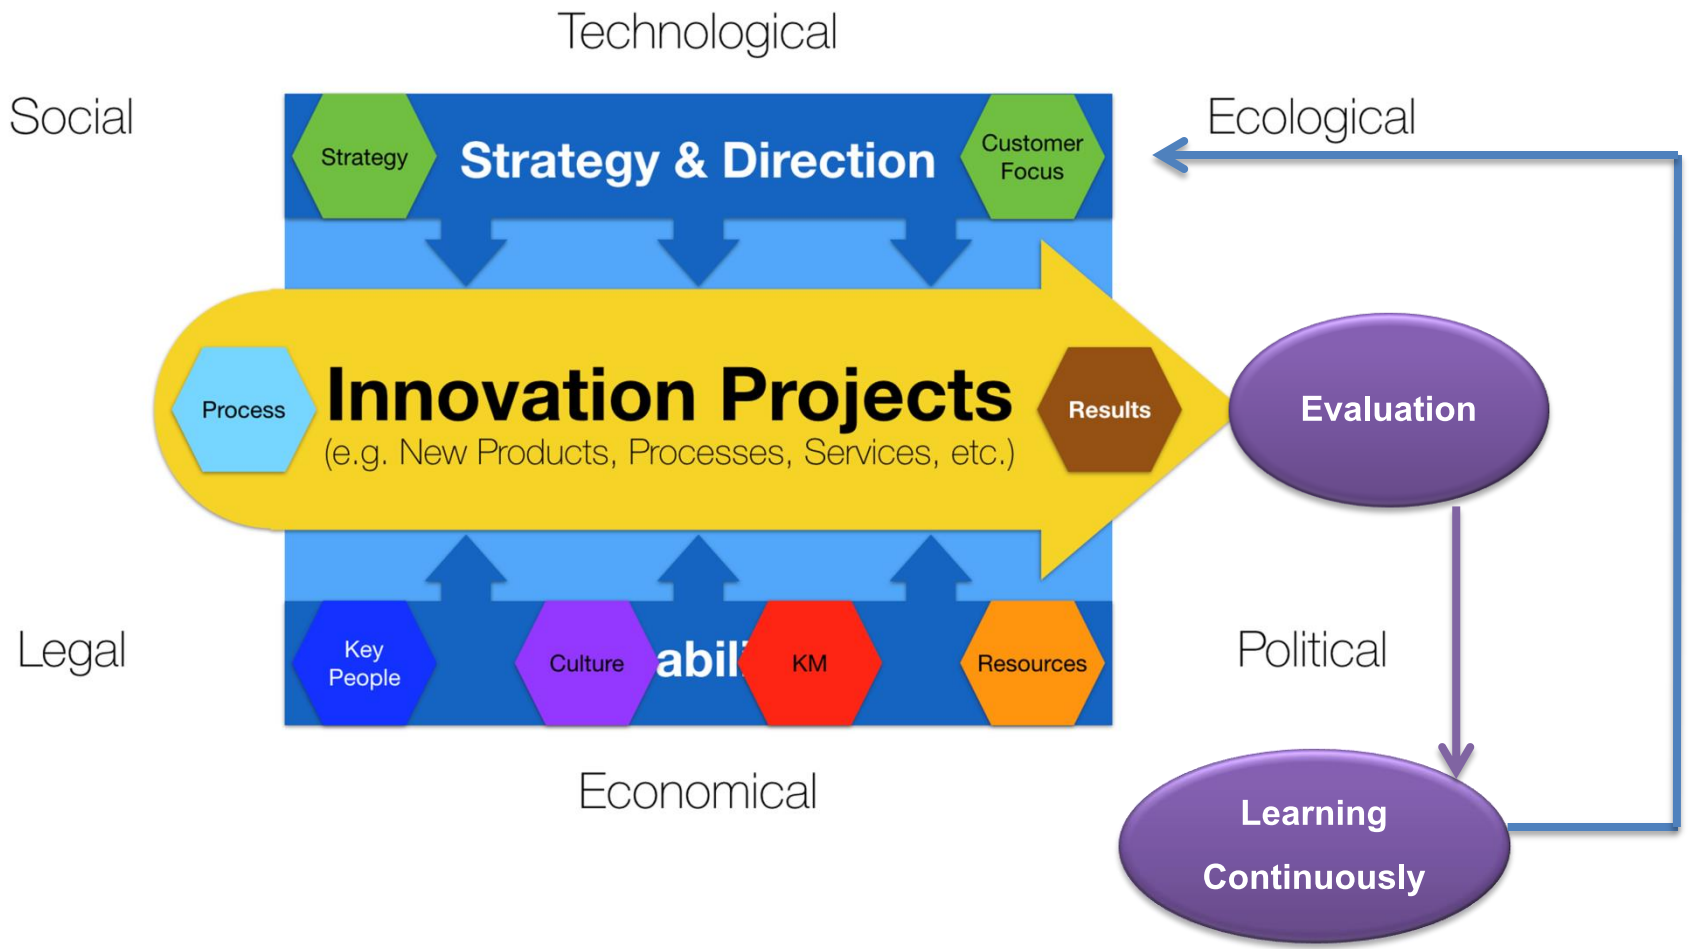 Technological
Social
Ecological
Strategy
Strategy & Direction
Customer
Focus
Process
Innovation Projects
(e.g. New Products, Processes, Services, etc.)
Results
Evaluation
Legal
Key
People
Culture
abili
KM
Resources
Political
Economical
Learning
Continuously